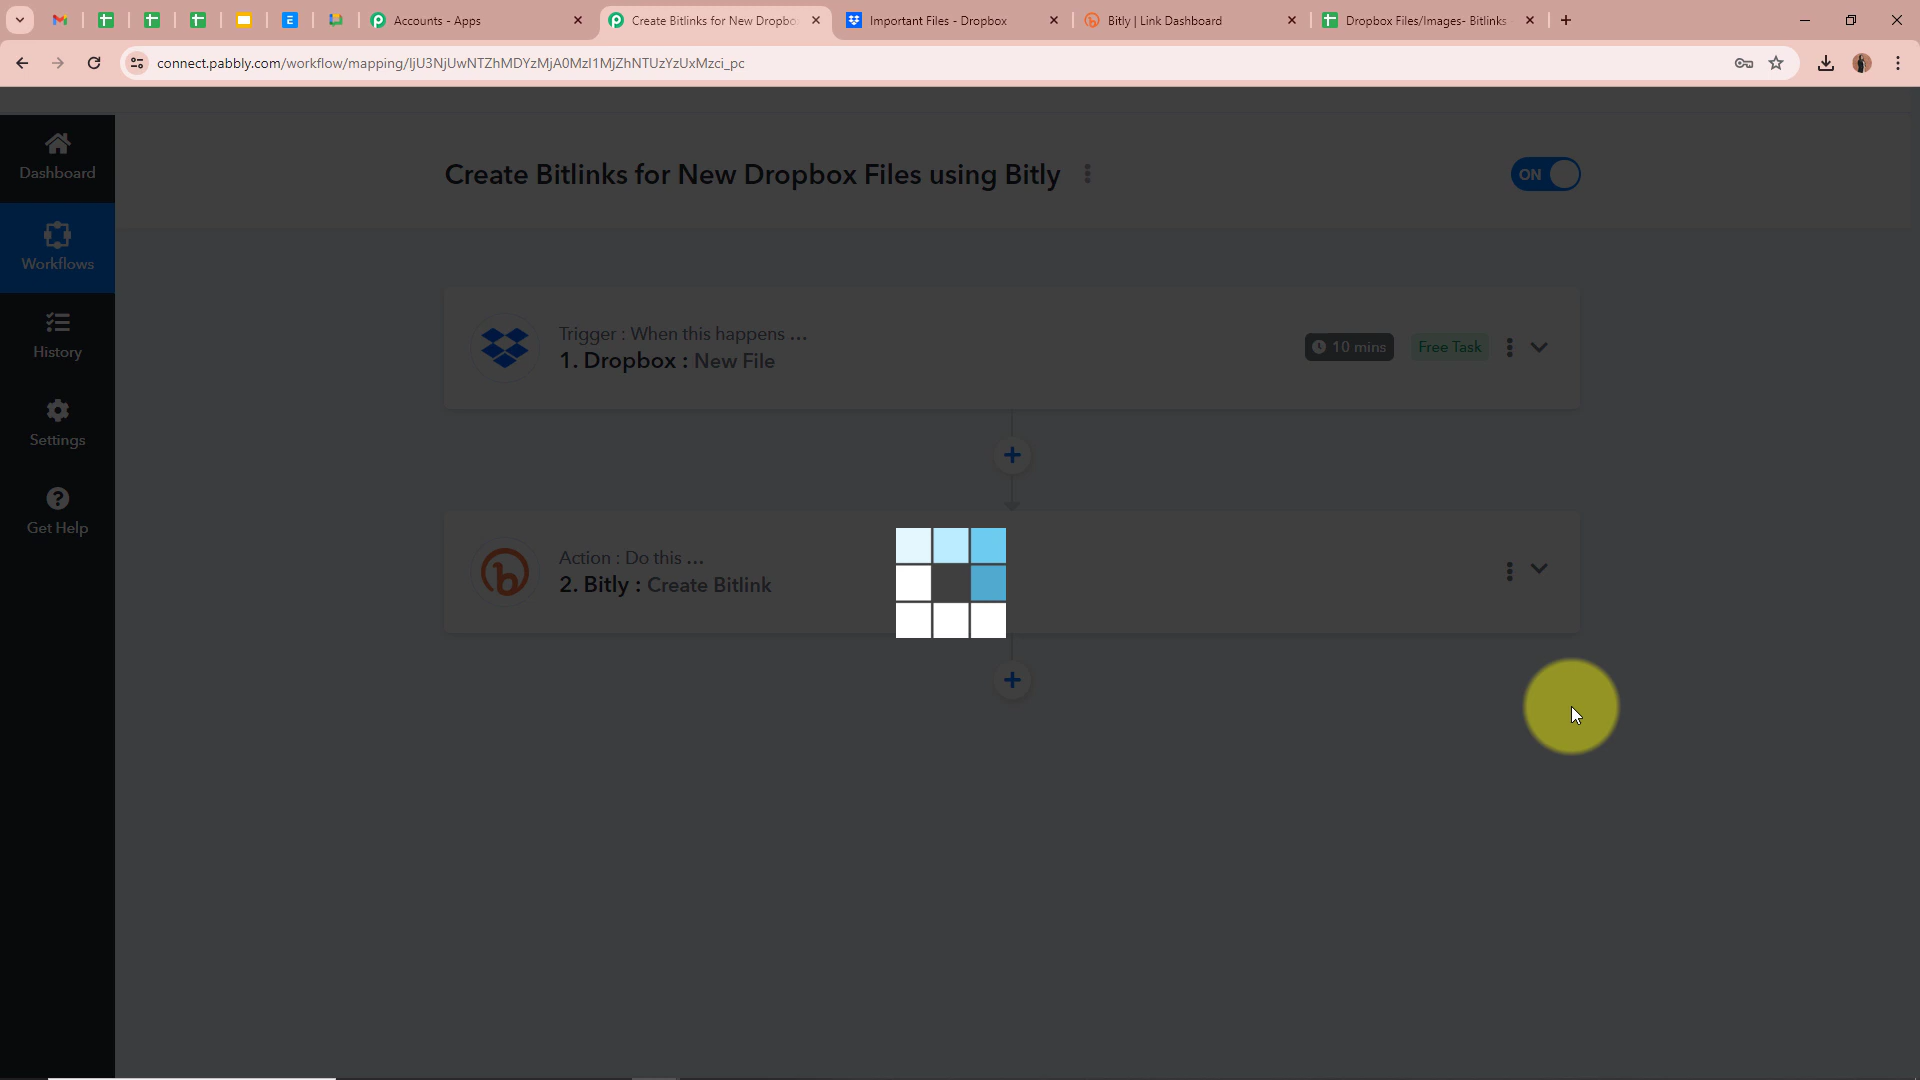 Accounts - Apps
Create Bitlinks for New Dropbo
Important Files - Dropbox
Bitly | Link Dashboard
Dropbox Files/Images- Bitlinks
connect.pabbly.com/workflow/mapping/IjU3NjUwNTZhMDYzMjA0MzI1MjZhNTUzYzUxMzci_pc
Dashboard
Create Bitlinks for New Dropbox Files using Bitly
ON
Workflows
History
Trigger : When this happens ...
1. Dropbox : New File
10 mins
Free Task
Settings
Get Help
Action : Do this ...
2. Bitly : Create Bitlink